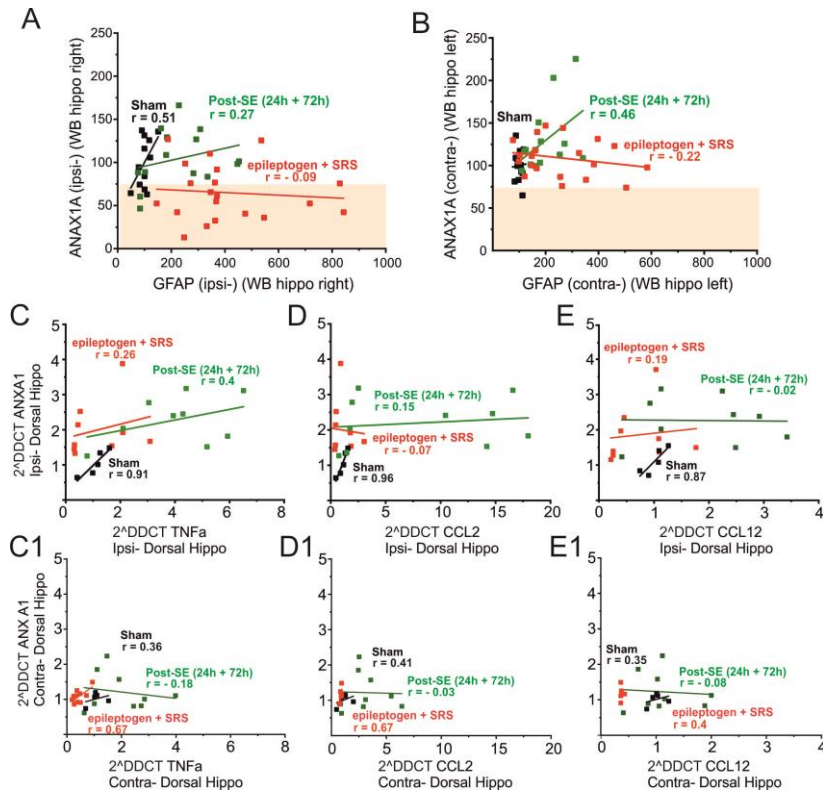 A
ANAX1A (ipsi-) (WB hippo right)
250
200
150
100
50
0
Sham
r = 0.51
Post-SE (24h + 72h)
r = 0.27
epileptogen + SRS
r = - 0.09
0 200 400 600 800 1000
GFAP (ipsi-) (WB hippo right)
B
ANAX1A (contra-) (WB hippo left)
250
200
150
100
50
0
Sham
Post-SE (24h + 72h)
r = 0.46
epileptogen + SRS
r = - 0.22
0 200 400 600 800 1000
GFAP (contra-) (WB hippo left)
C
2^DDCT ANXA1
Ipsi- Dorsal Hippo
5
4
3
2
1
0
epileptogen + SRS
r = 0.26
Post-SE (24h + 72h)
r = 0.4
Sham
r = 0.91
0 2 4 6 8
2^DDCT TNFa
Ipsi- Dorsal Hippo
D
5
4
3
2
1
0
Post-SE (24h + 72h)
r = 0.15
epileptogen + SRS
r = - 0.07
Sham
r = 0.96
0 5 10 15 20
2^DDCT CCL2
Ipsi- Dorsal Hippo
E
5
4
3
2
1
0
epileptogen + SRS
r = 0.19
Post-SE (24h + 72h)
r = - 0.02
Sham
r = 0.87
0 1 2 3 4
2^DDCT CCL12
Ipsi- Dorsal Hippo
C1
2^DDCT ANX A1
Contra- Dorsal Hippo
5
4
3
2
1
0
Sham
r = 0.36
Post-SE (24h + 72h)
r = - 0.18
epileptogen + SRS
r = 0.67
0 2 4 6 8
2^DDCT TNFa
Contra- Dorsal Hippo
D1
5
4
3
2
1
0
Sham
r = 0.41
Post-SE (24h + 72h)
r = - 0.03
epileptogen + SRS
r = 0.67
0 5 10 15 20
2^DDCT CCL2
Contra- Dorsal Hippo
E1
5
4
3
2
1
0
Sham
r = 0.35
Post-SE (24h + 72h)
r = - 0.08
epileptogen + SRS
r = 0.4
0 1 2 3 4
2^DDCT CCL12
Contra- Dorsal Hippo